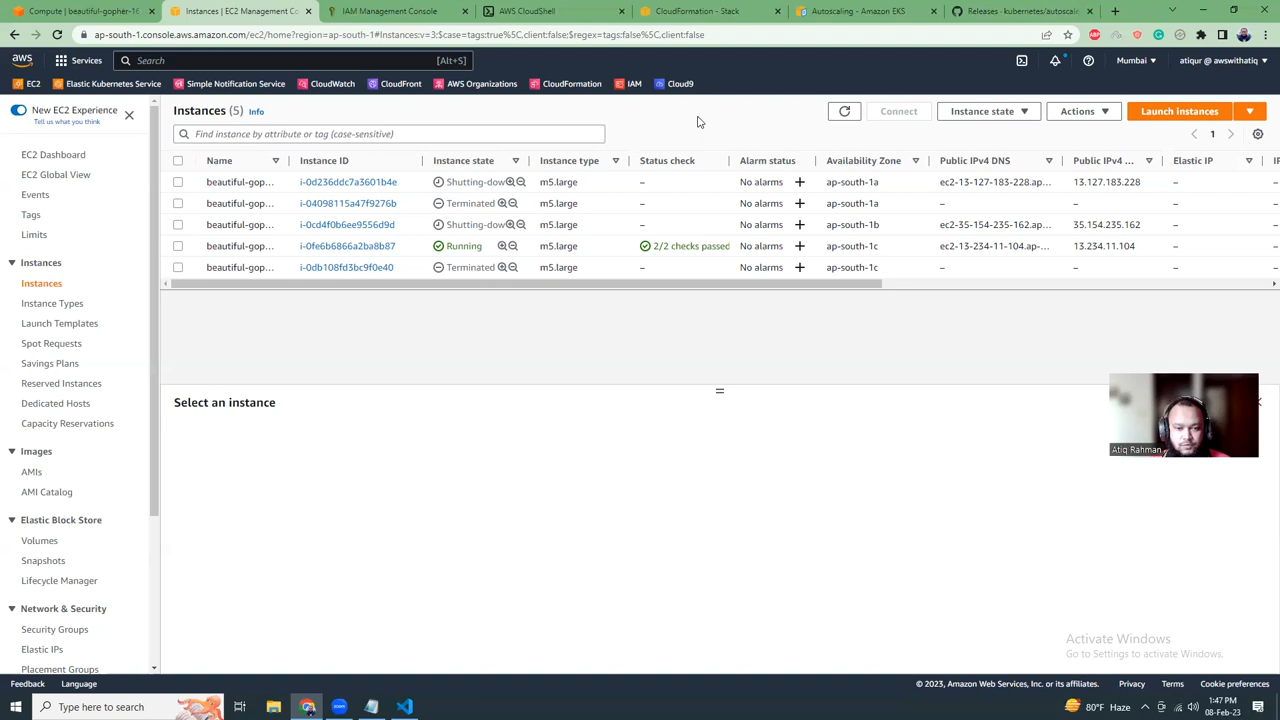 Compute | beautiful-gopher-16
Instances | EC2 Management Co
IAM Management Console
AWS CloudShell
CloudFormation - Stack
Autoscaling - Amazon EKS
Releases · kubernetes/autoscale
ap-south-1.console.aws.amazon.com/ec2/home?region=ap-south-1#Instances:v=3;$case=tags:true%5C,client:false;$regex=tags:false%5C,client:false
aws
Services
Search
[Alt+S]
Mumbai
atiqur @ awswithatiq
EC2
Elastic Kubernetes Service
Simple Notification Service
CloudWatch
CloudFront
AWS Organizations
CloudFormation
IAM
Cloud9
New EC2 Experience
Tell us what you think
EC2 Dashboard
EC2 Global View
Events
Tags
Limits
Instances
Instances
Instance Types
Launch Templates
Spot Requests
Savings Plans
Reserved Instances
Dedicated Hosts
Capacity Reservations
Images
AMIs
AMI Catalog
Elastic Block Store
Volumes
Snapshots
Lifecycle Manager
Network & Security
Security Groups
Elastic IPs
Placement Groups
Instances (5) Info
Connect
Instance state
Actions
Launch instances
Find instance by attribute or tag (case-sensitive)
1
Name Instance ID Instance state Instance type Status check Alarm status Availability Zone Public IPv4 DNS Public IPv4 ... Elastic IP
beautiful-gop... i-0d236ddc7a3601b4e Shutting-dow m5.large – No alarms + ap-south-1a ec2-13-127-183-228.ap... 13.127.183.228 –
beautiful-gop... i-04098115a47f9276b Terminated m5.large – No alarms + ap-south-1a – – –
beautiful-gop... i-0cd4f0b6ee9556d9d Shutting-dow m5.large – No alarms + ap-south-1b ec2-35-154-235-162.ap... 35.154.235.162 –
beautiful-gop... i-0fe6b6866a2ba8b87 Running m5.large 2/2 checks passed No alarms + ap-south-1c ec2-13-234-11-104.ap-... 13.234.11.104 –
beautiful-gop... i-0db108fd3bc9f0e40 Terminated m5.large – No alarms + ap-south-1c – – –
Select an instance
Atiq Rahman
Activate Windows
Go to Settings to activate Windows.
Feedback
Language
© 2023, Amazon Web Services, Inc. or its affiliates.
Privacy
Terms
Cookie preferences
Type here to search
80°F Haze
1:47 PM
08-Feb-23